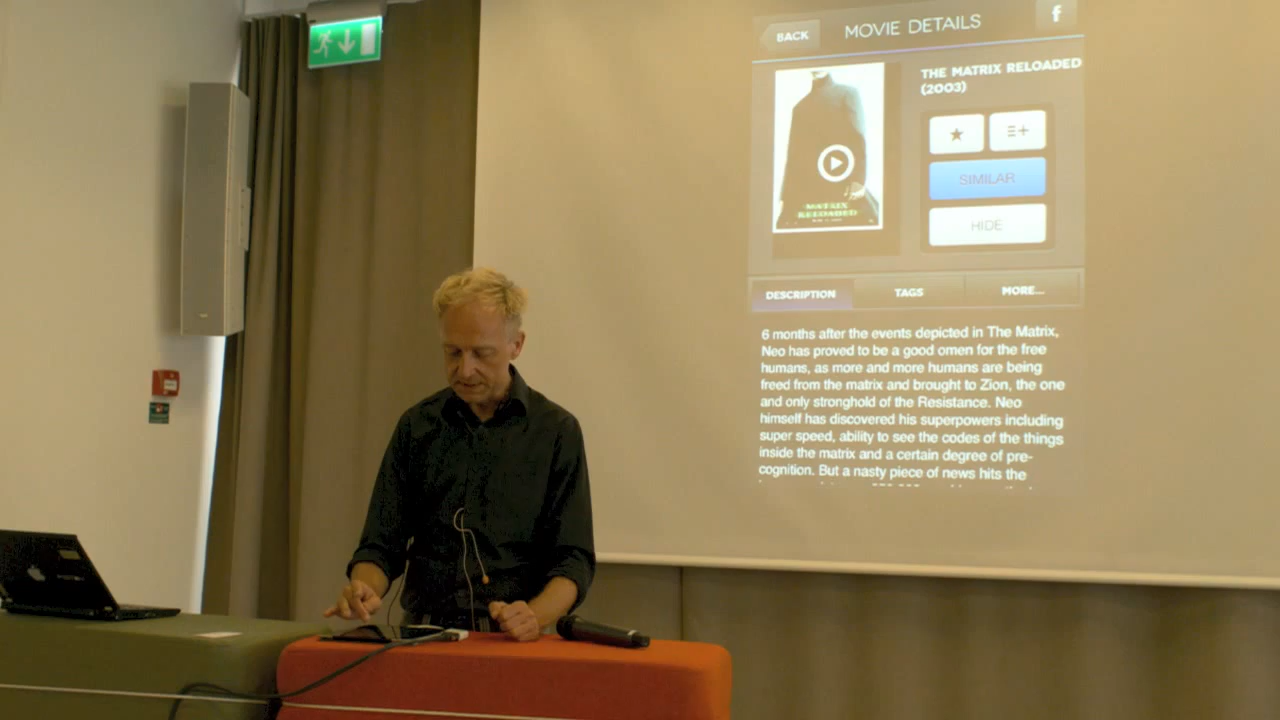 BACK
MOVIE DETAILS
f
THE MATRIX RELOADED
(2003)
SIMILAR
HIDE
MATRIX
RELOADED
DESCRIPTION
TAGS
MORE...
6 months after the events depicted in The Matrix,
Neo has proved to be a good omen for the free
humans, as more and more humans are being
freed from the matrix and brought to Zion, the one
and only stronghold of the Resistance. Neo
himself has discovered his superpowers including
super speed, ability to see the codes of the things
inside the matrix and a certain degree of pre-
cognition. But a nasty piece of news hits the